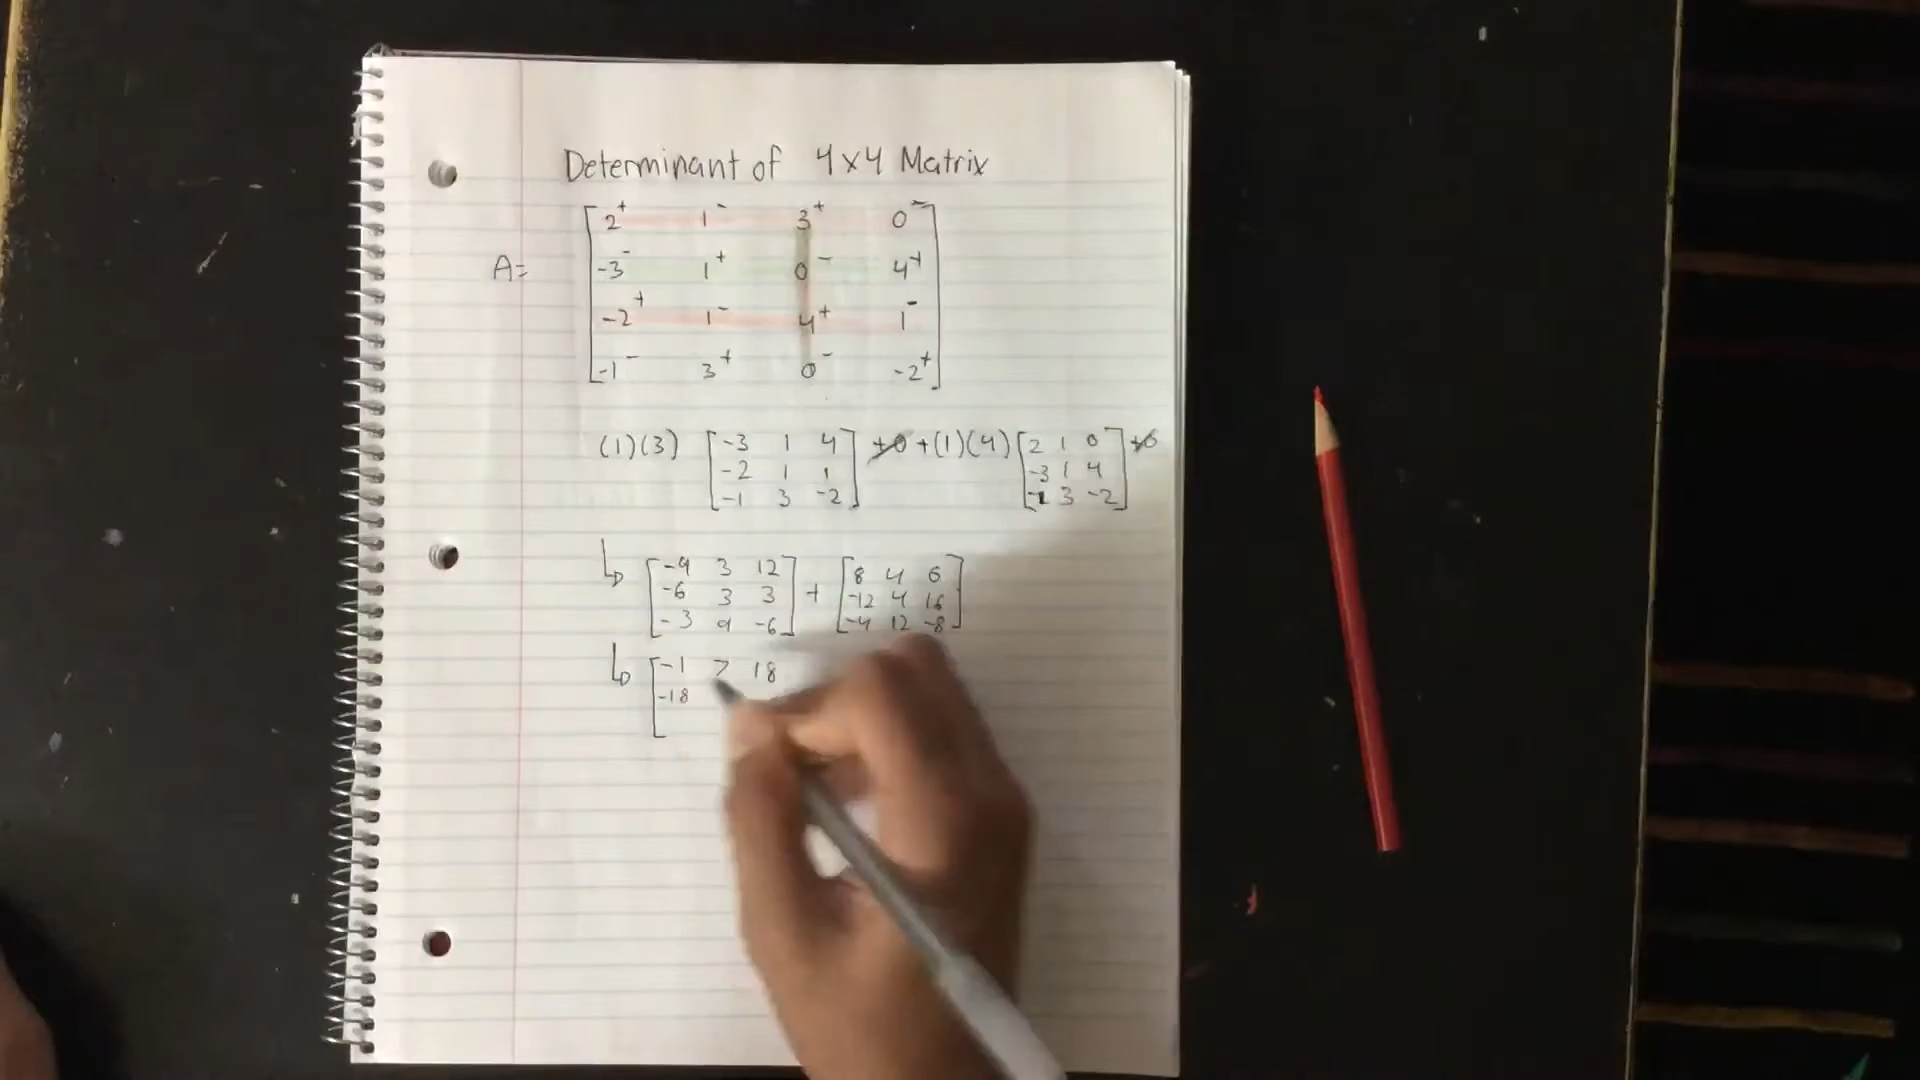 Determinant of 4x4 Matrix
2⁺ 1⁻ 3⁺ 0⁻
A= -3⁻ 1⁺ 0⁻ 4⁺
-2⁺ 1⁻ 4⁺ 1⁻
-1⁻ 3⁺ 0⁻ -2⁺
(1)(3) [-3 1 4] +0 +(1)(4) [2 1 0] +0
-2 1 1 -3 1 4
-1 3 -2 -1 3 -2
↳ [-9 3 12] + [8 4 6]
-6 3 3 -12 4 16
-3 9 -6 -4 12 -8
↳ [-1 7 18
-18